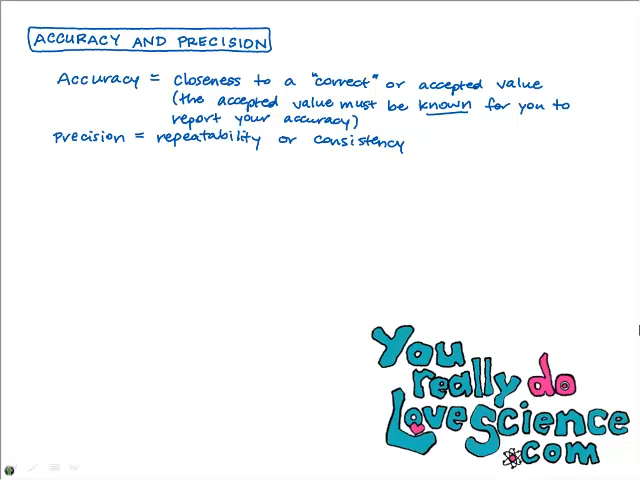 ACCURACY AND PRECISION
Accuracy = closeness to a "correct" or accepted value
(the accepted value must be known for you to
report your accuracy)
Precision = repeatability or consistency
You
really do
Love Science
.com